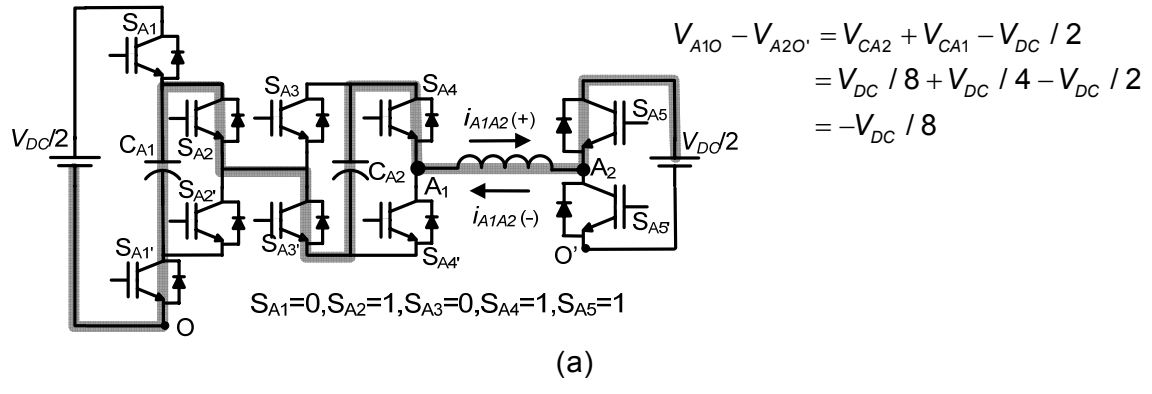 V_A1O − V_A2O' = V_CA2 + V_CA1 − V_DC / 2
= V_DC / 8 + V_DC / 4 − V_DC / 2
= −V_DC / 8
S_A1
S_A3
S_A4
i_A1A2 (+)
S_A5
V_DC/2
C_A1
S_A2
C_A2
A_1
A_2
V_DC/2
S_A2'
i_A1A2 (-)
S_A5'
S_A1'
S_A3'
S_A4'
O'
S_A1=0,S_A2=1,S_A3=0,S_A4=1,S_A5=1
O
(a)